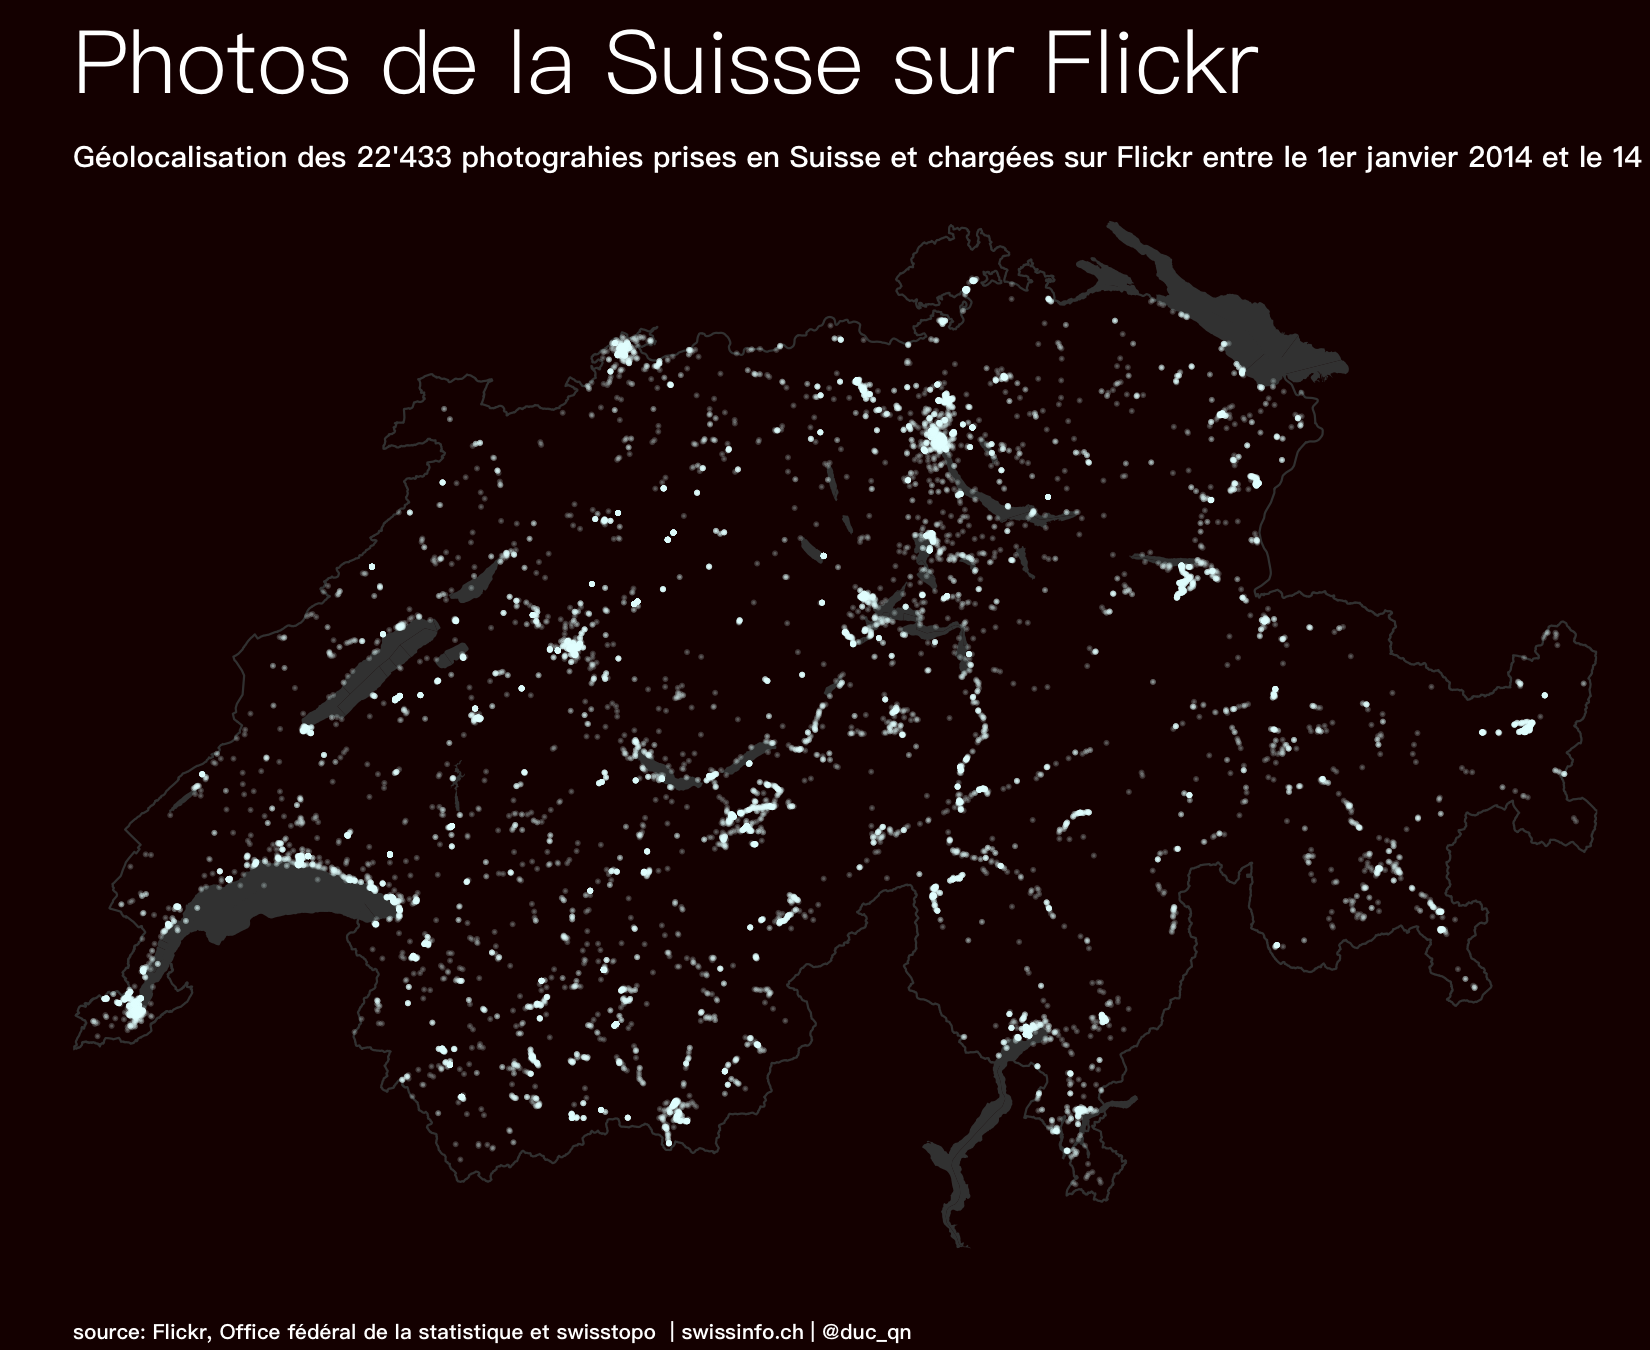 Photos de la Suisse sur Flickr
Géolocalisation des 22'433 photograhies prises en Suisse et chargées sur Flickr entre le 1er janvier 2014 et le 14
source: Flickr, Office fédéral de la statistique et swisstopo | swissinfo.ch | @duc_qn